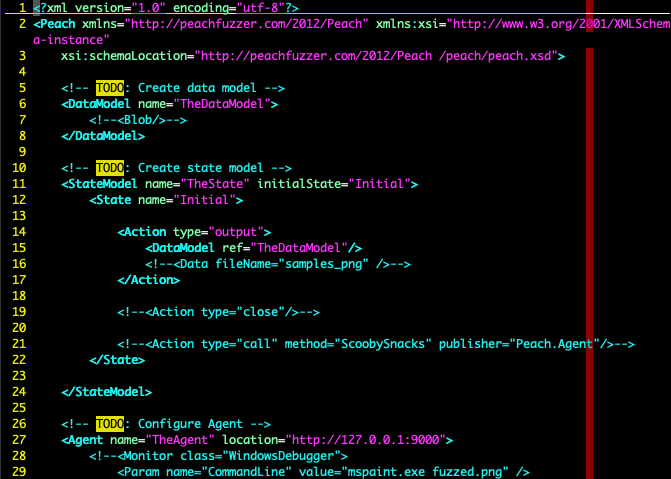 1 <?xml version="1.0" encoding="utf-8"?>
2 <Peach xmlns="http://peachfuzzer.com/2012/Peach" xmlns:xsi="http://www.w3.org/2001/XMLSchem
a-instance"
3     xsi:schemaLocation="http://peachfuzzer.com/2012/Peach /peach/peach.xsd">
4
5     <!-- TODO: Create data model -->
6     <DataModel name="TheDataModel">
7         <!--<Blob/>-->
8     </DataModel>
9
10     <!-- TODO: Create state model -->
11     <StateModel name="TheState" initialState="Initial">
12         <State name="Initial">
13
14             <Action type="output">
15                 <DataModel ref="TheDataModel"/>
16                 <!--<Data fileName="samples_png" />-->
17             </Action>
18
19             <!--<Action type="close"/>-->
20
21             <!--<Action type="call" method="ScoobySnacks" publisher="Peach.Agent"/>-->
22         </State>
23
24     </StateModel>
25
26     <!-- TODO: Configure Agent -->
27     <Agent name="TheAgent" location="http://127.0.0.1:9000">
28         <!--<Monitor class="WindowsDebugger">
29             <Param name="CommandLine" value="mspaint.exe fuzzed.png" />